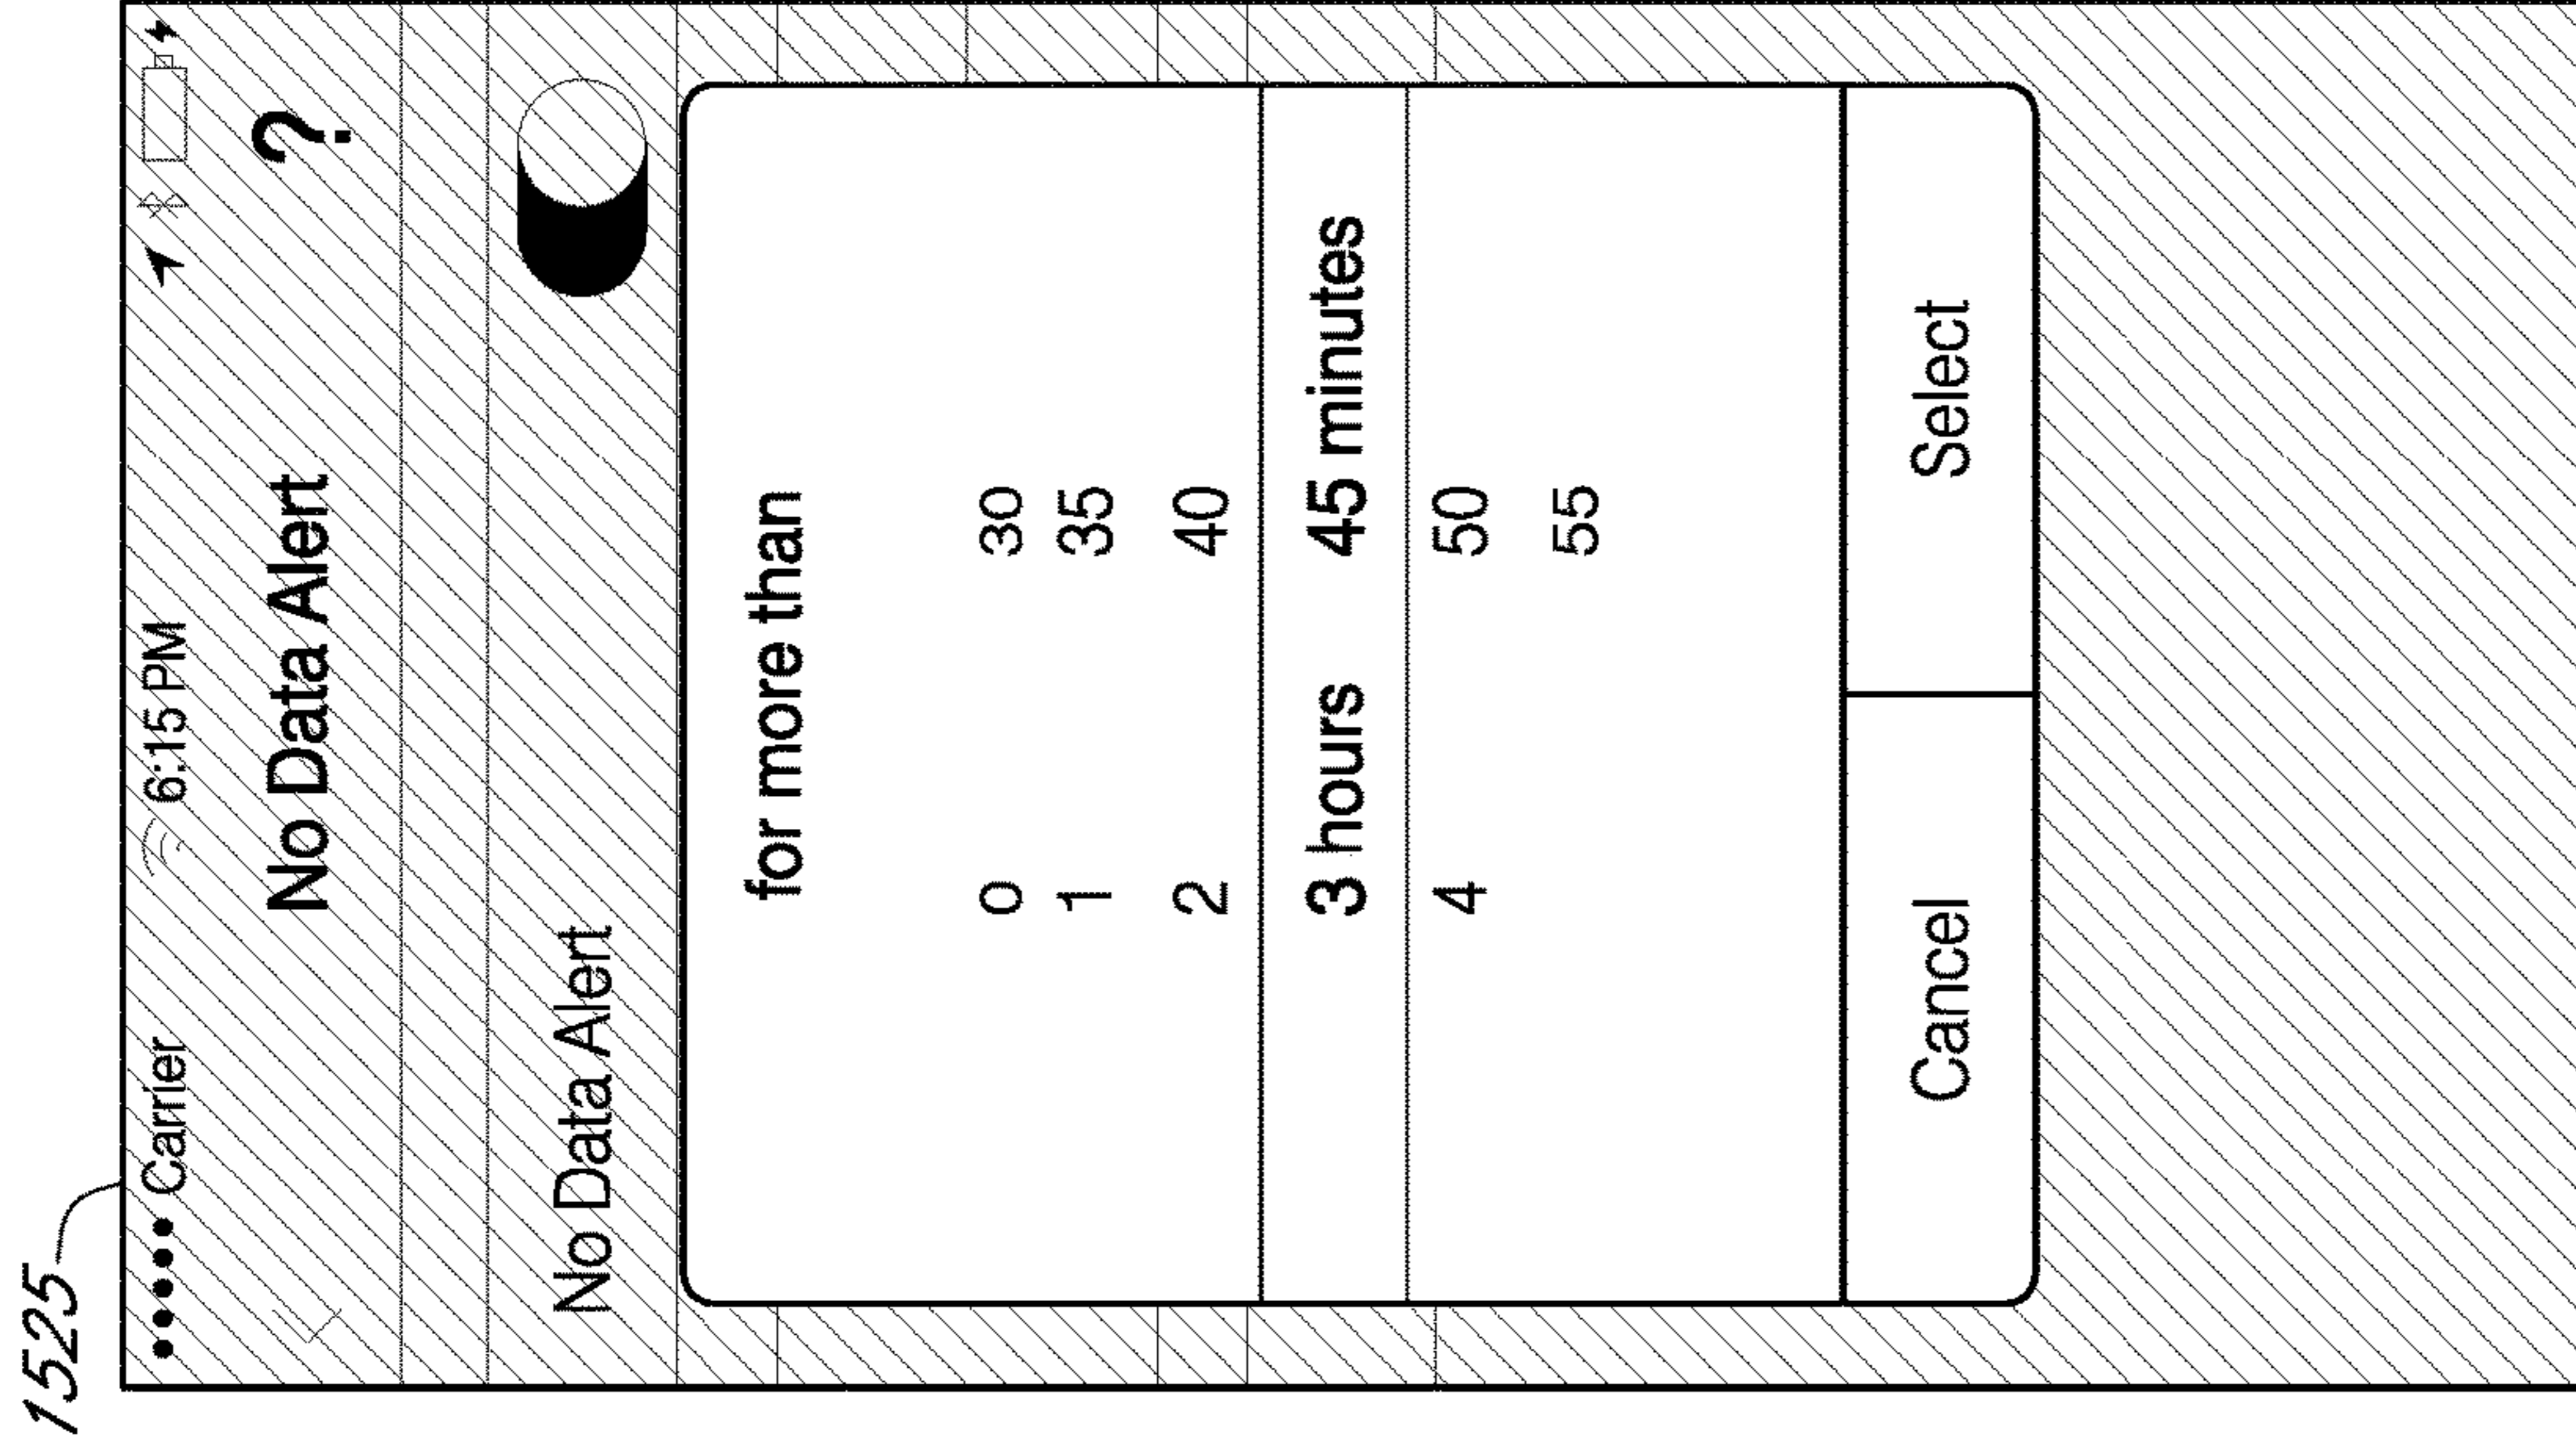 1525
Carrier 6:15 PM
No Data Alert ?
No Data Alert
for more than
0 30
1 35
2 40
3 hours 45 minutes
4 50
55
Cancel Select